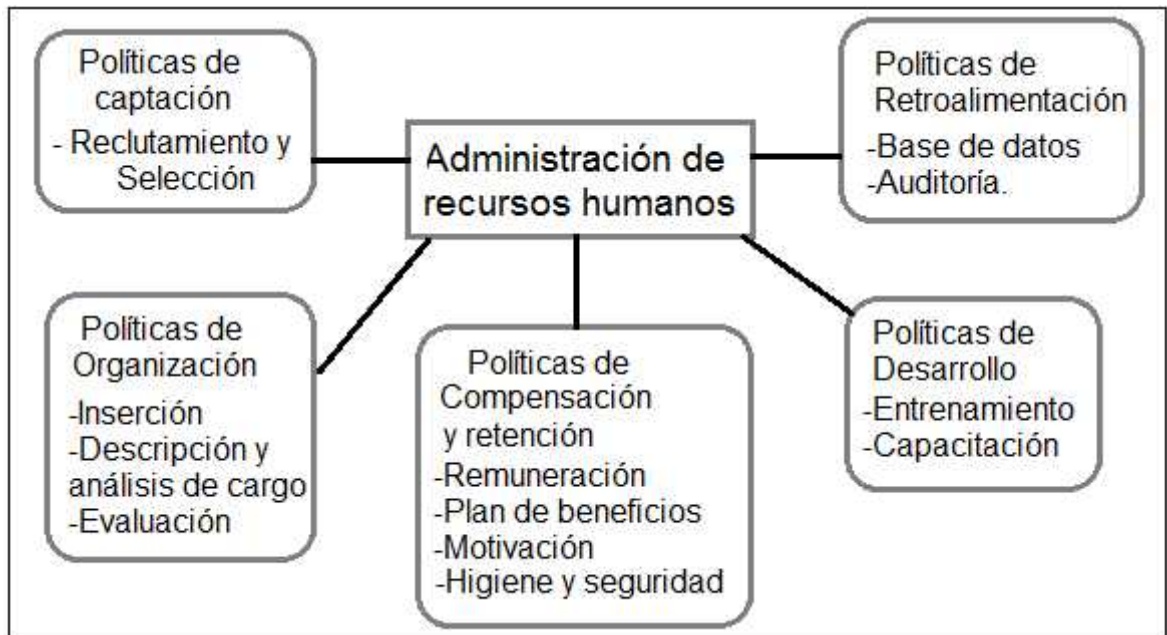 Políticas de
captación
- Reclutamiento y
Selección
Administración de
recursos humanos
Políticas de
Retroalimentación
-Base de datos
-Auditoría.
Políticas de
Organización
-Inserción
-Descripción y
análisis de cargo
-Evaluación
Políticas de
Compensación
y retención
-Remuneración
-Plan de beneficios
-Motivación
-Higiene y seguridad
Políticas de
Desarrollo
-Entrenamiento
-Capacitación